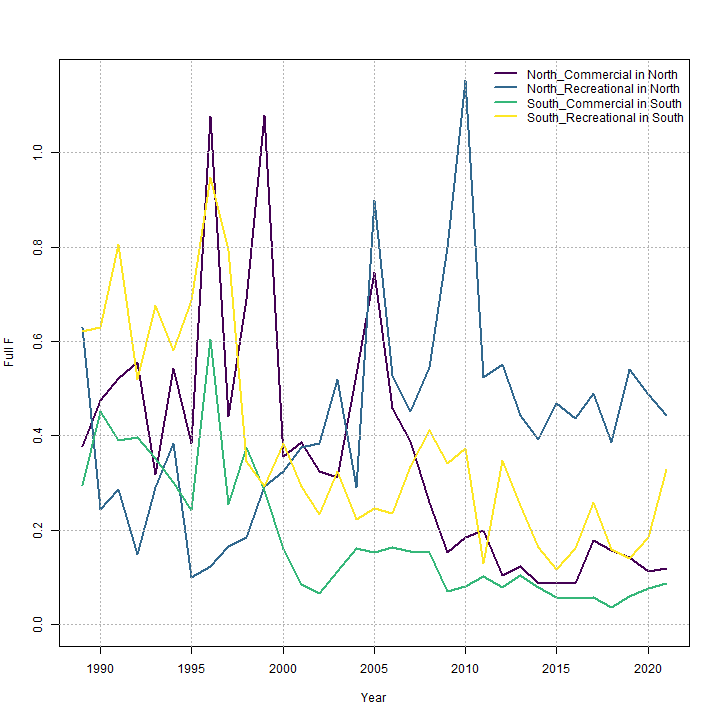 North_Commercial in North
North_Recreational in North
South_Commercial in South
South_Recreational in South
Full F
1.0
0.8
0.6
0.4
0.2
0.0
1990 1995 2000 2005 2010 2015 2020
Year